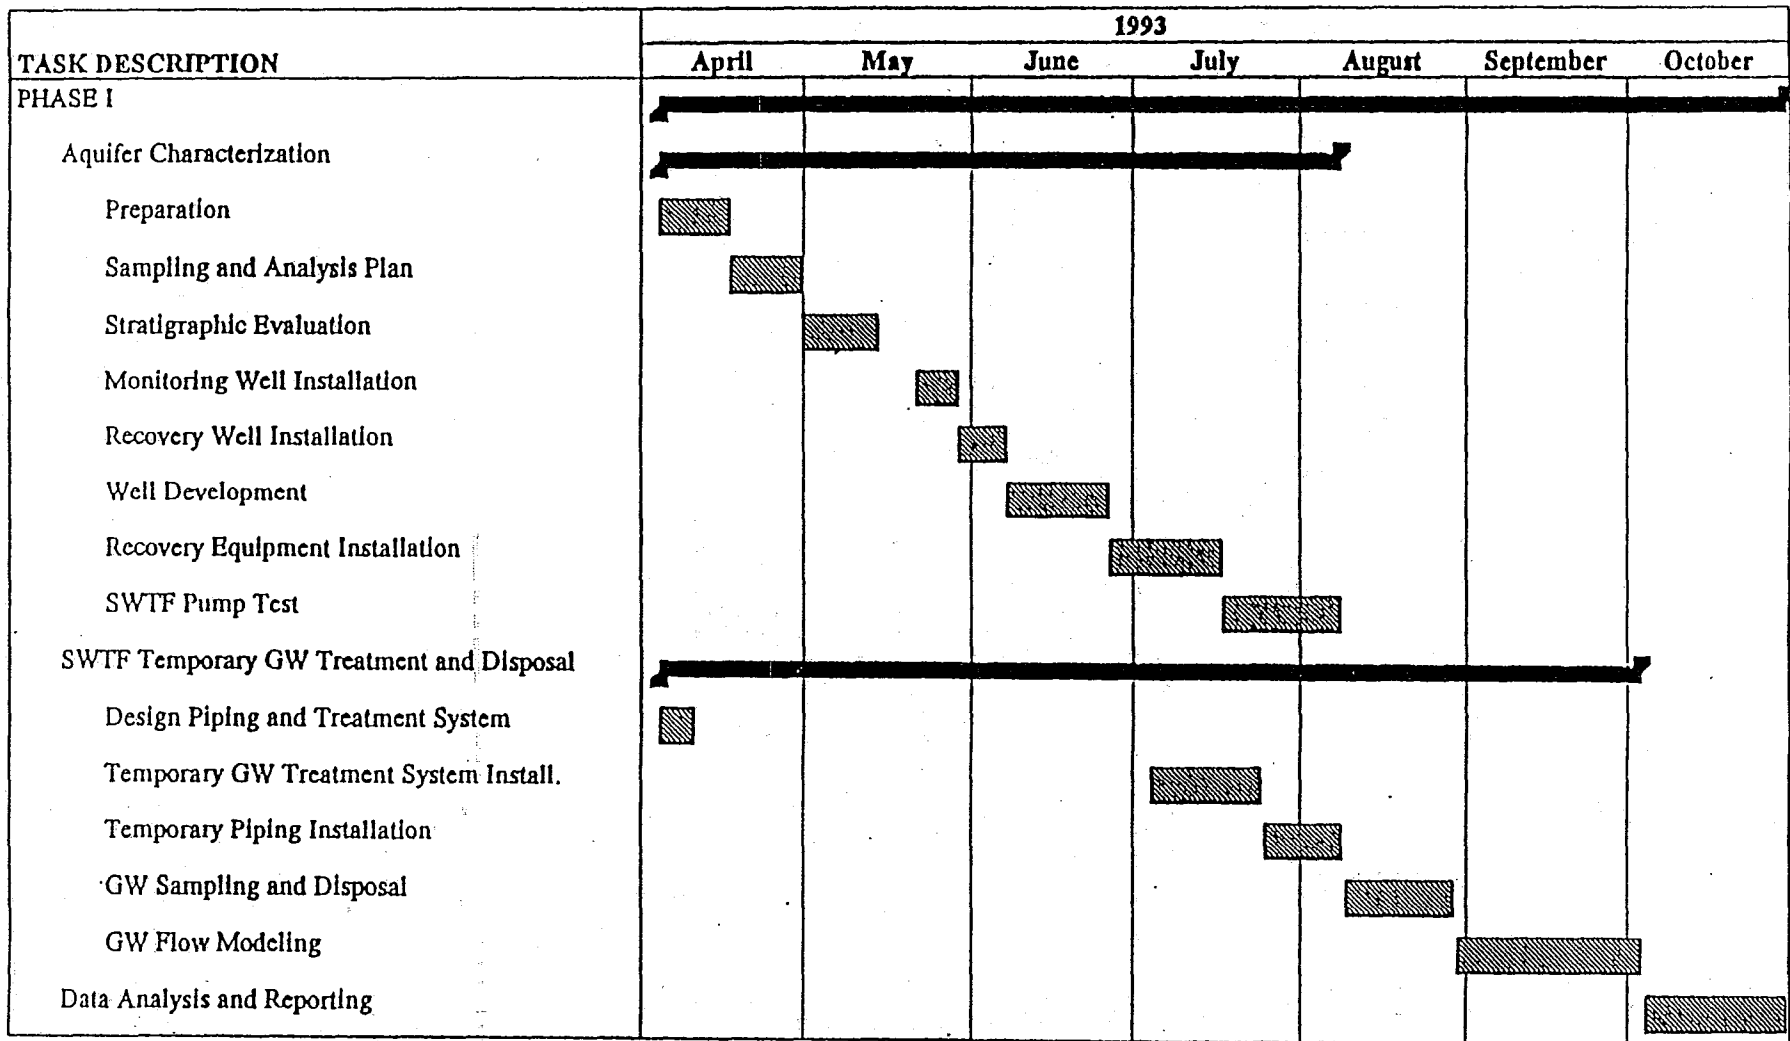 1993
TASK DESCRIPTION April May June July August September October
PHASE I
Aquifer Characterization
Preparation
Sampling and Analysis Plan
Stratigraphic Evaluation
Monitoring Well Installation
Recovery Well Installation
Well Development
Recovery Equipment Installation
SWTF Pump Test
SWTF Temporary GW Treatment and Disposal
Design Piping and Treatment System
Temporary GW Treatment System Install.
Temporary Piping Installation
GW Sampling and Disposal
GW Flow Modeling
Data Analysis and Reporting